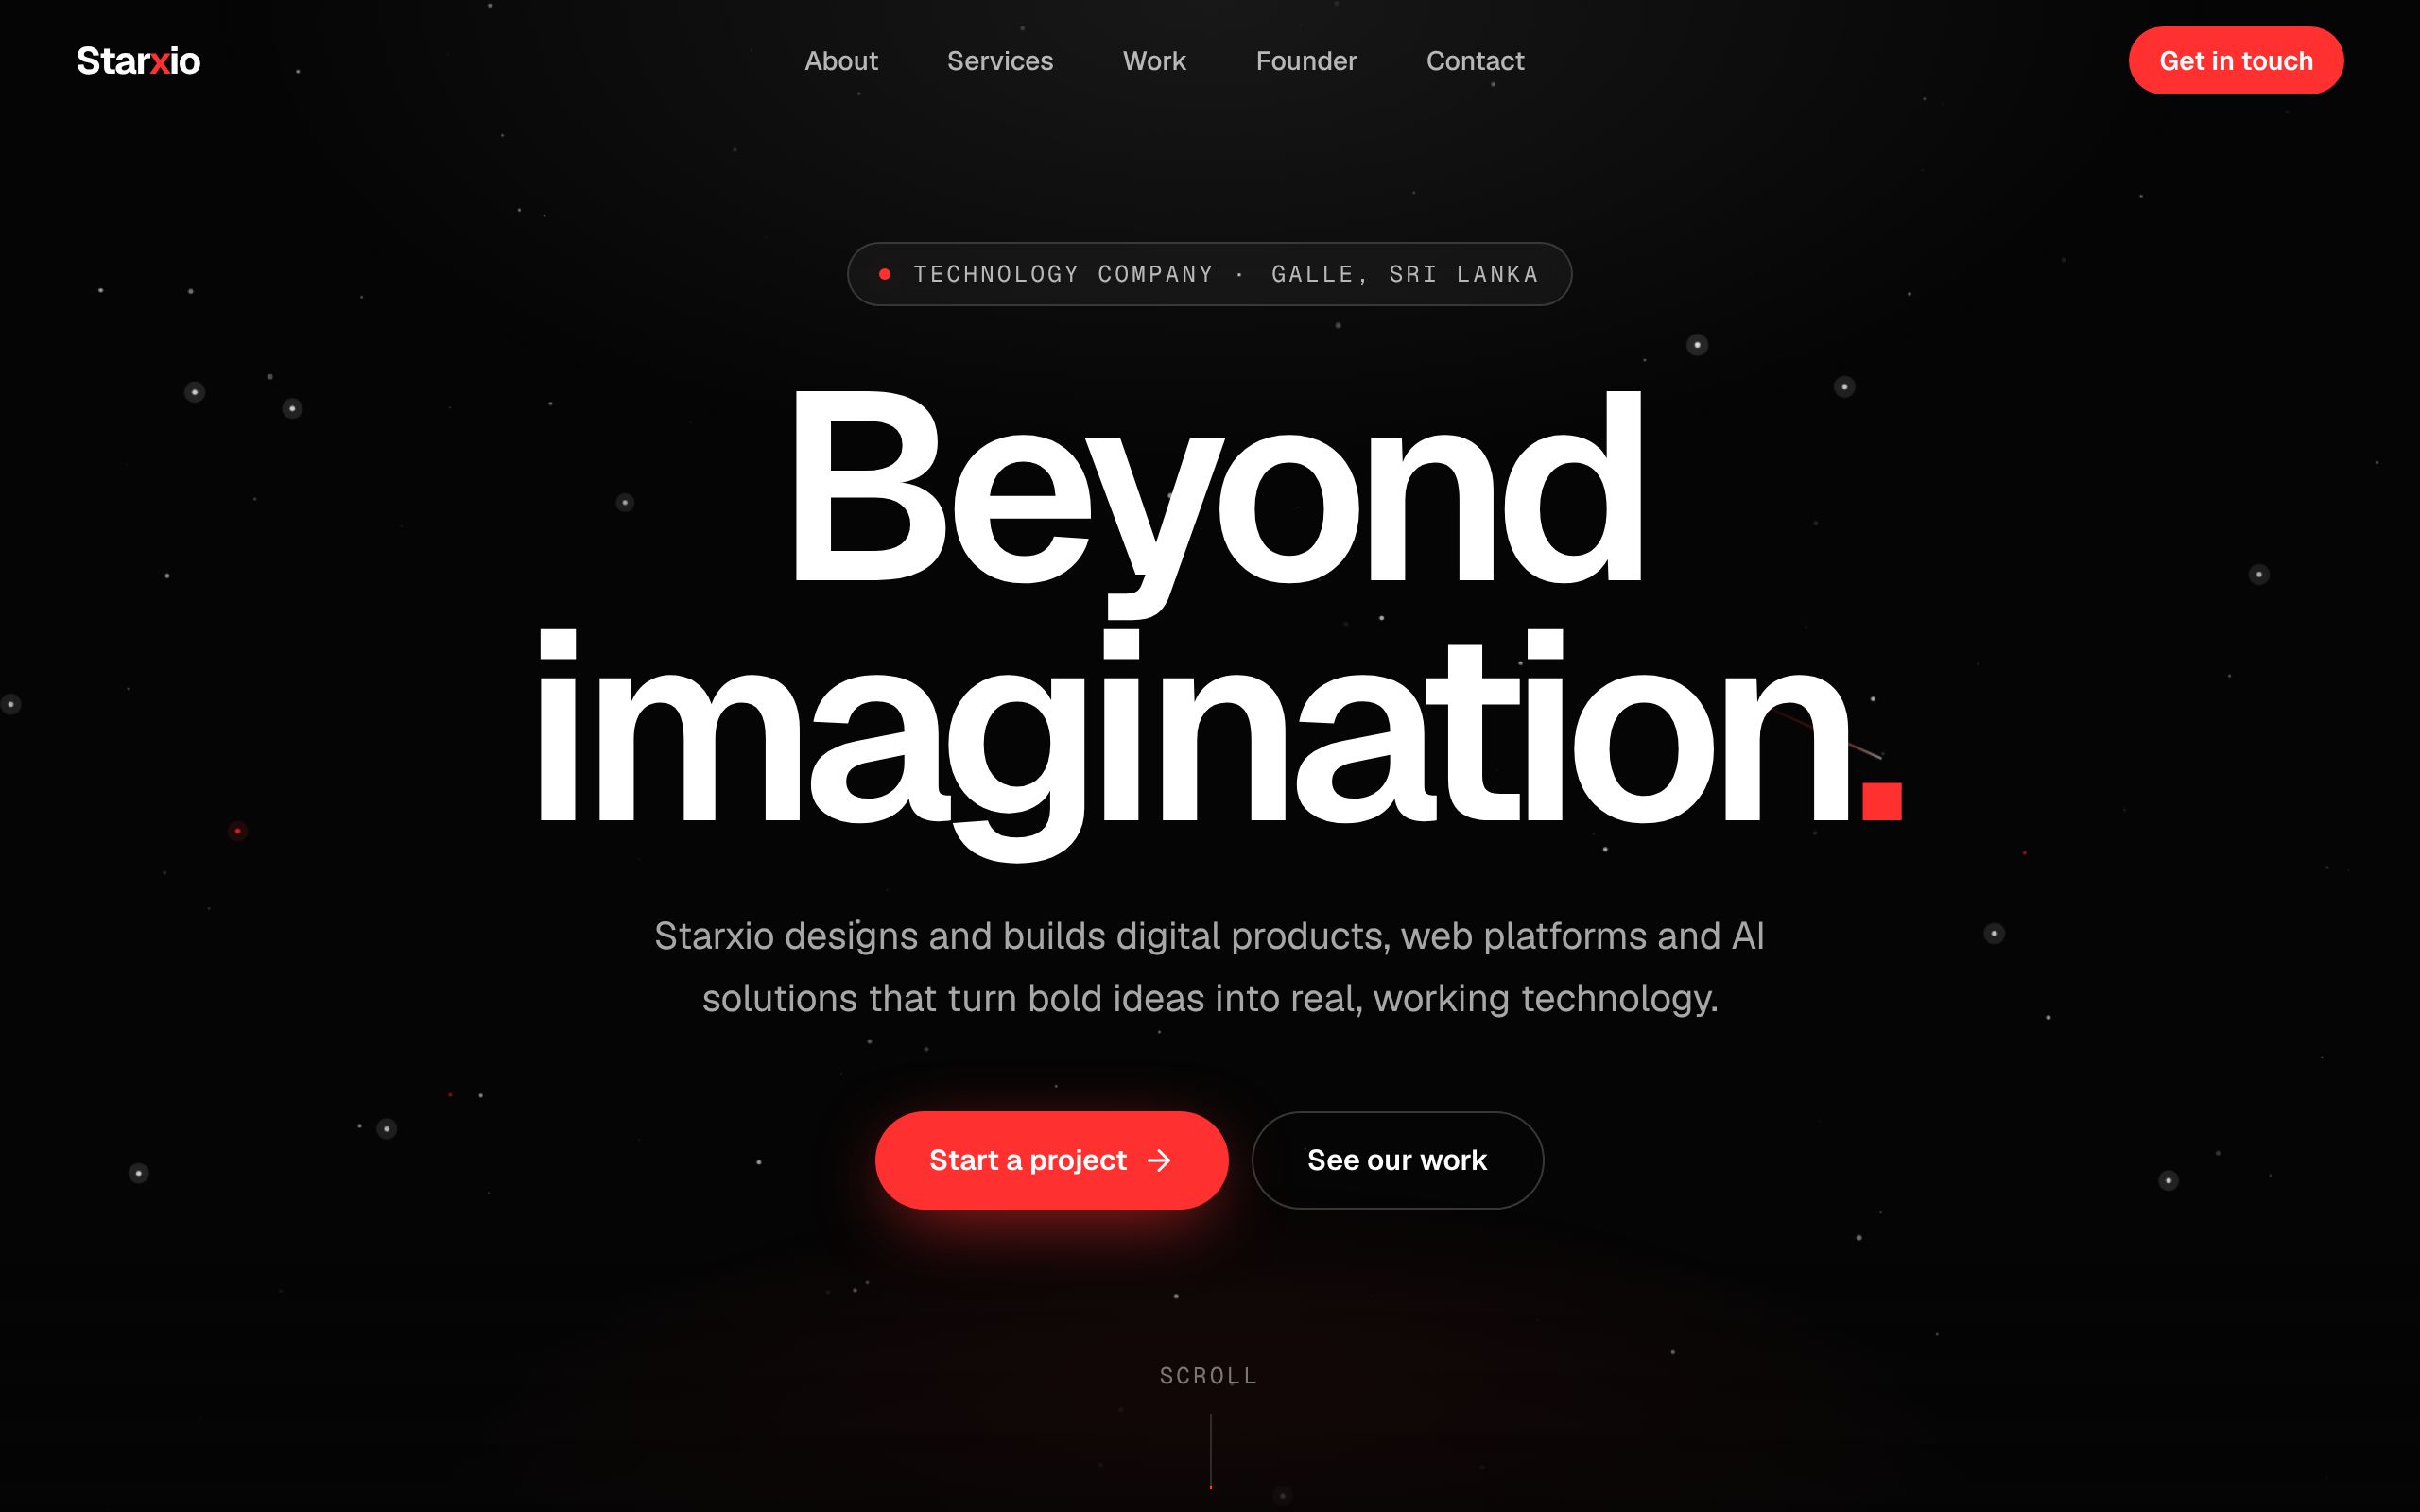 Starxio
About
Services
Work
Founder
Contact
Get in touch
TECHNOLOGY COMPANY · GALLE, SRI LANKA
Beyond
imagination.
Starxio designs and builds digital products, web platforms and AI
solutions that turn bold ideas into real, working technology.
Start a project →
See our work
SCROLL